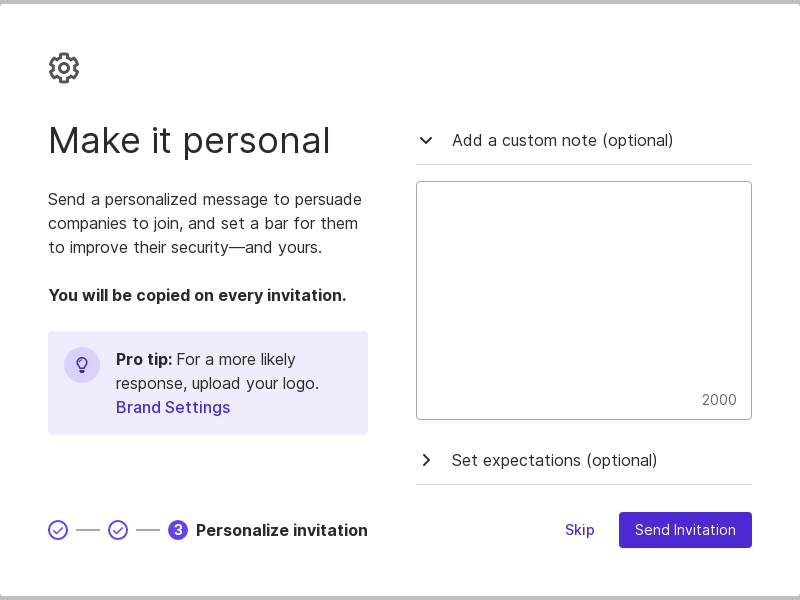 Make it personal
Send a personalized message to persuade
companies to join, and set a bar for them
to improve their security—and yours.
You will be copied on every invitation.
Pro tip: For a more likely
response, upload your logo.
Brand Settings
Add a custom note (optional)
2000
Set expectations (optional)
3 Personalize invitation
Skip
Send Invitation